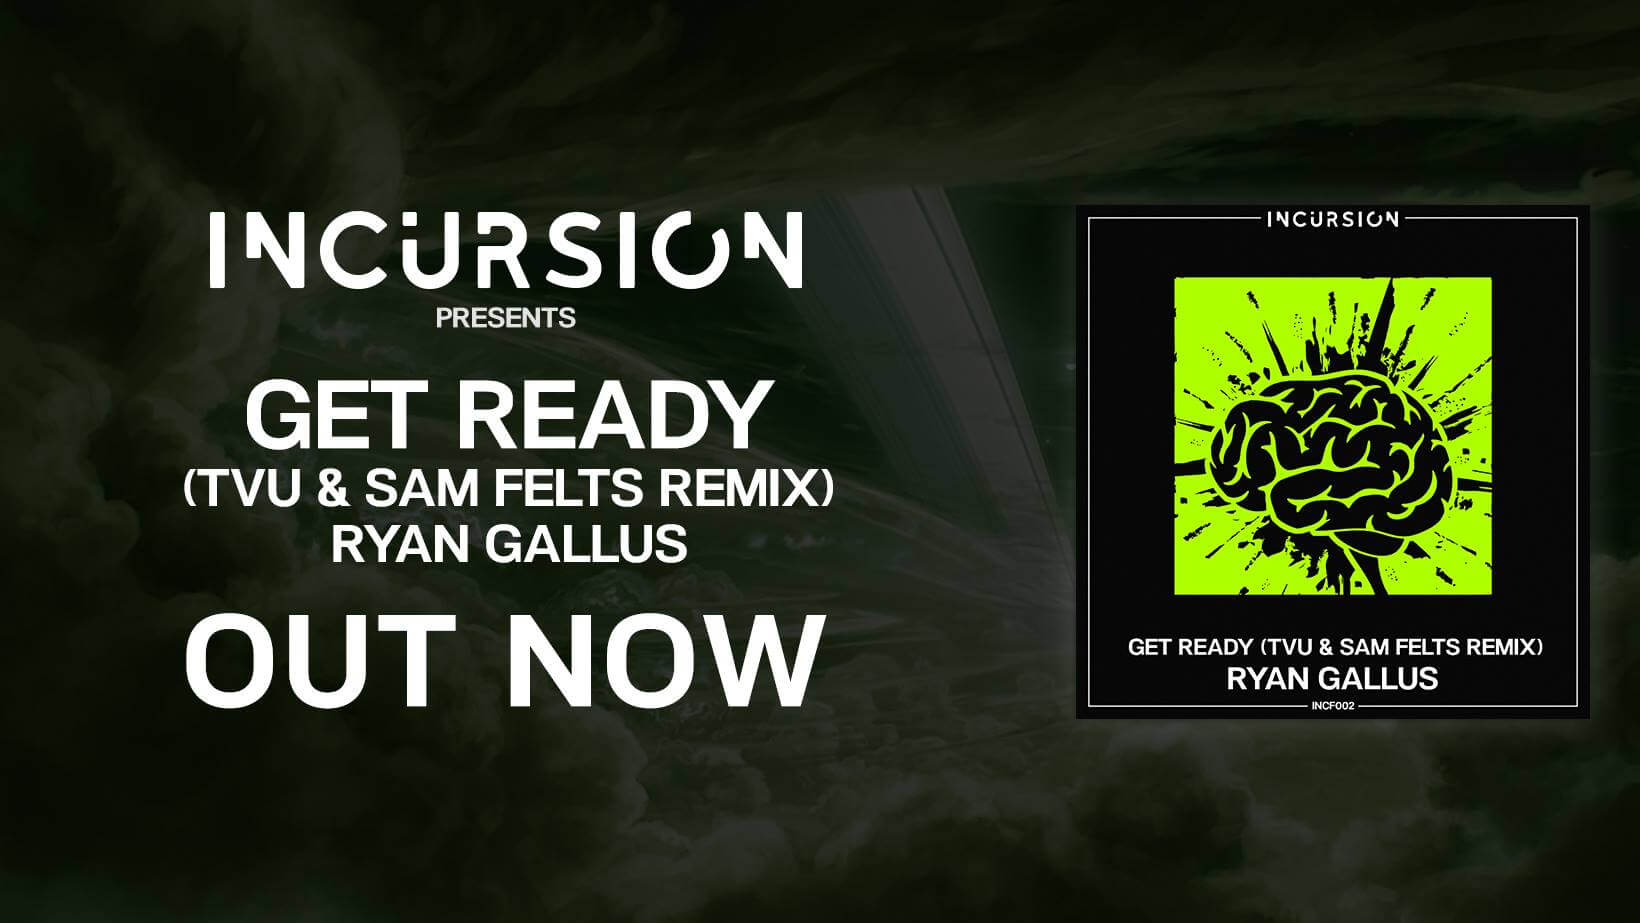 INCURSION
PRESENTS
GET READY
(TVU & SAM FELTS REMIX)
RYAN GALLUS
OUT NOW
INCURSION
GET READY (TVU & SAM FELTS REMIX)
RYAN GALLUS
INCF002